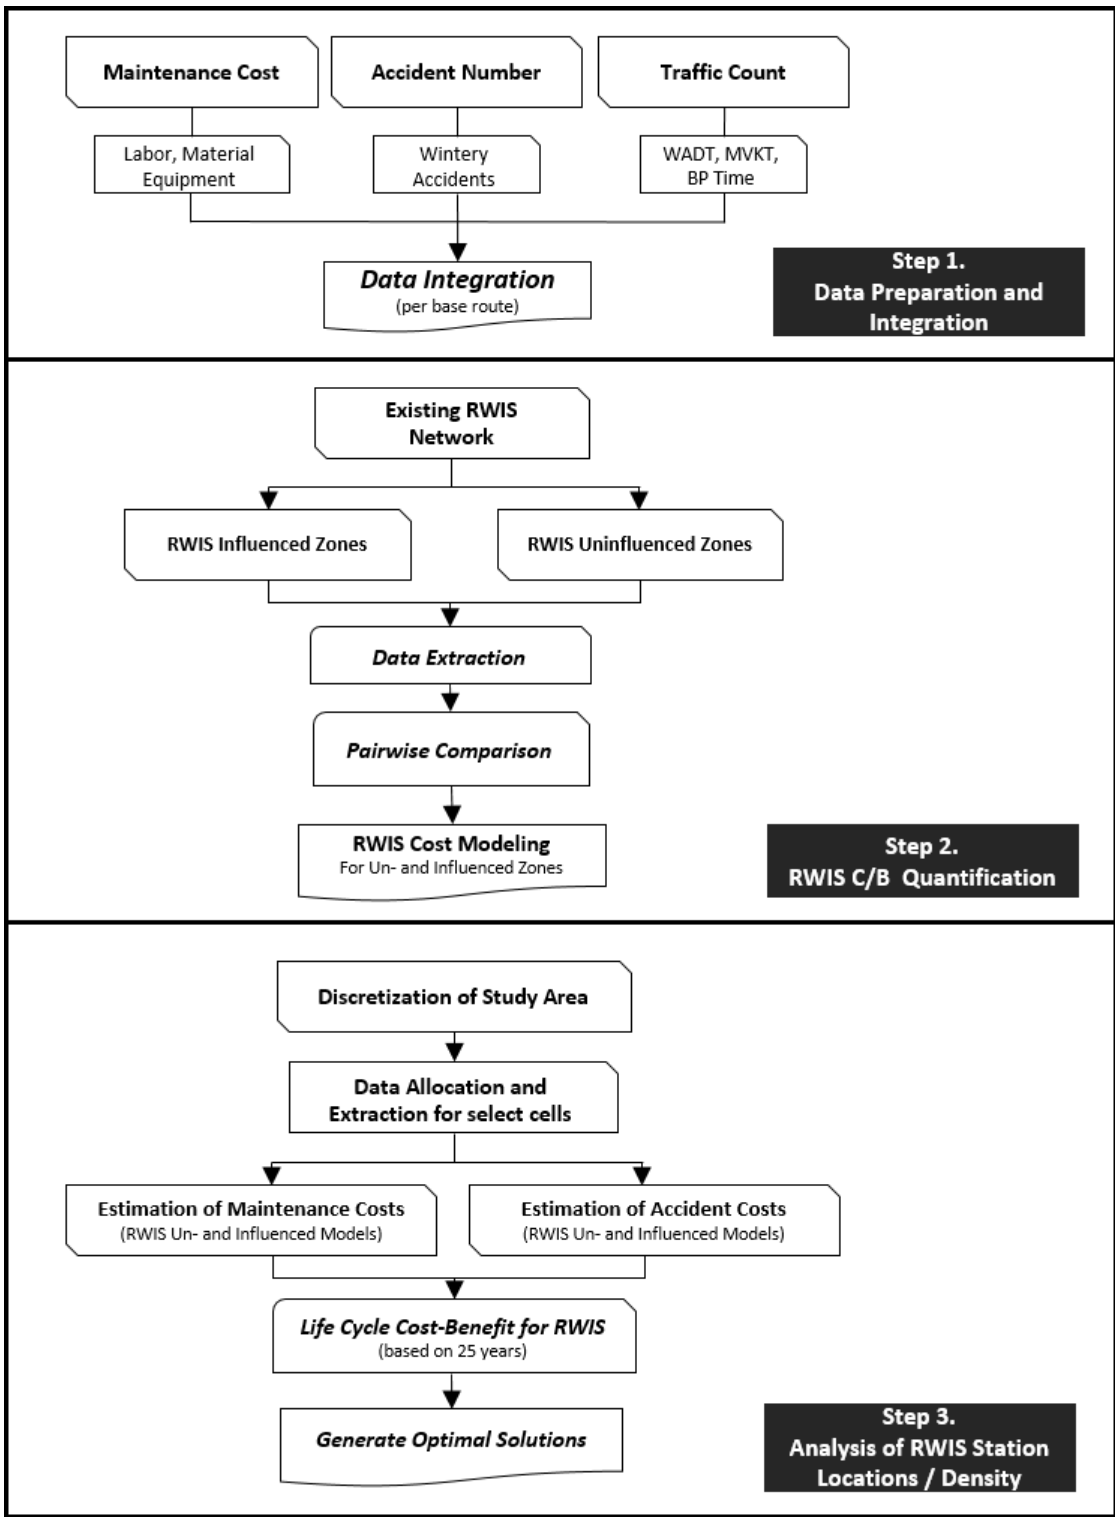 Maintenance Cost
Accident Number
Traffic Count
Labor, Material
Equipment
Wintery
Accidents
WADT, MVKT,
BP Time
Data Integration
(per base route)
Step 1.
Data Preparation and
Integration
Existing RWIS
Network
RWIS Influenced Zones
RWIS Uninfluenced Zones
Data Extraction
Pairwise Comparison
RWIS Cost Modeling
For Un- and Influenced Zones
Step 2.
RWIS C/B Quantification
Discretization of Study Area
Data Allocation and
Extraction for select cells
Estimation of Maintenance Costs
(RWIS Un- and Influenced Models)
Estimation of Accident Costs
(RWIS Un- and Influenced Models)
Life Cycle Cost-Benefit for RWIS
(based on 25 years)
Generate Optimal Solutions
Step 3.
Analysis of RWIS Station
Locations / Density